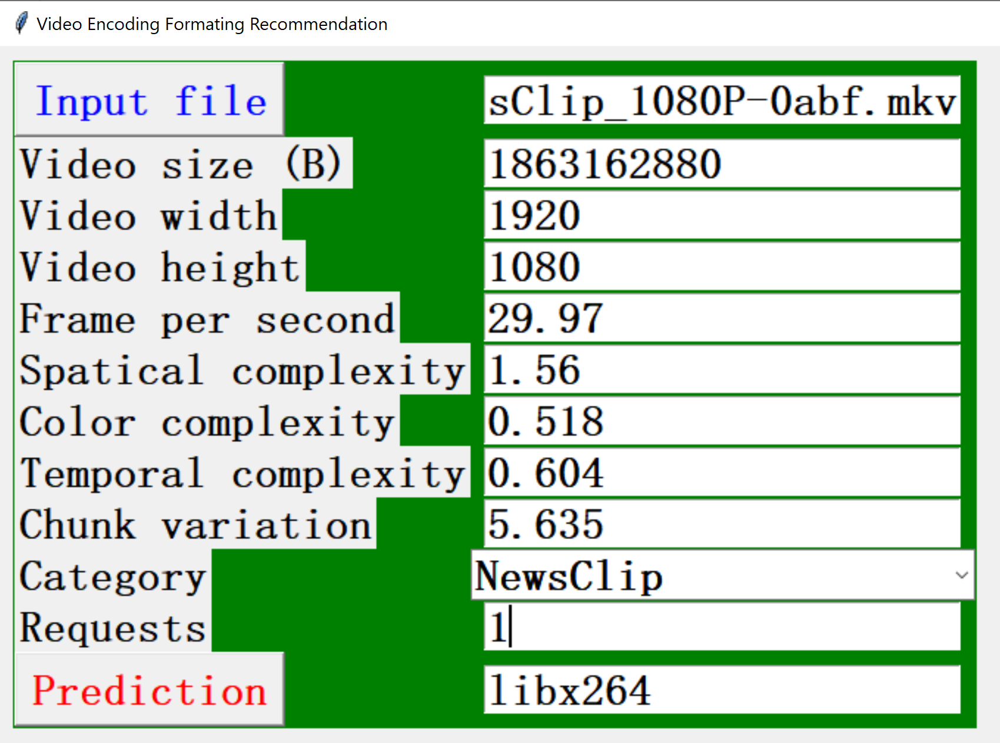 Video Encoding Formating Recommendation
Input file sClip_1080P-0abf.mkv
Video size (B) 1863162880
Video width 1920
Video height 1080
Frame per second 29.97
Spatical complexity 1.56
Color complexity 0.518
Temporal complexity 0.604
Chunk variation 5.635
Category NewsClip
Requests 1
Prediction libx264